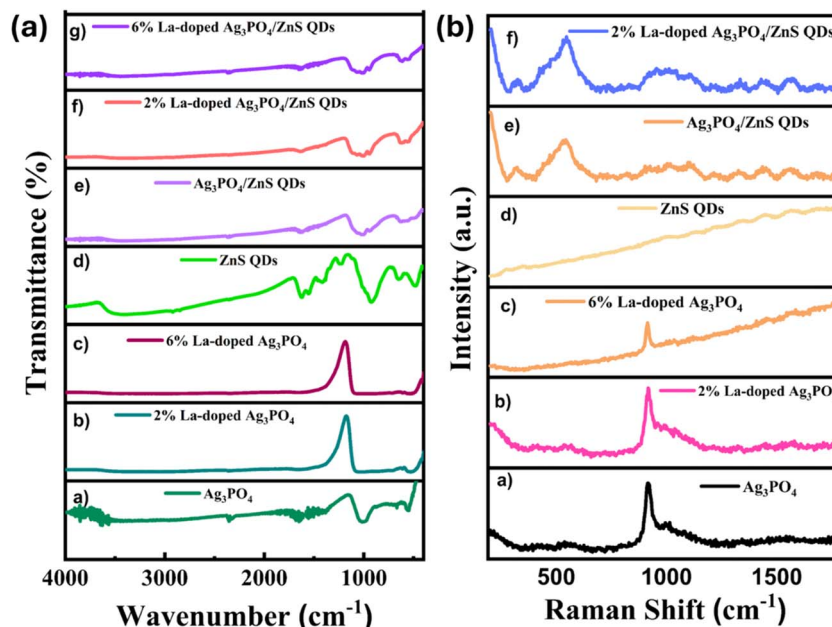 (a)
g)
6% La-doped Ag₃PO₄/ZnS QDs
f)
2% La-doped Ag₃PO₄/ZnS QDs
e)
Ag₃PO₄/ZnS QDs
d)
ZnS QDs
c)
6% La-doped Ag₃PO₄
b)
2% La-doped Ag₃PO₄
a)
Ag₃PO₄
Transmittance (%)
4000 3000 2000 1000
Wavenumber (cm⁻¹)
(b)
f)
2% La-doped Ag₃PO₄/ZnS QDs
e)
Ag₃PO₄/ZnS QDs
d)
ZnS QDs
c)
6% La-doped Ag₃PO₄
b)
2% La-doped Ag₃PO
a)
Ag₃PO₄
Intensity (a.u.)
500 1000 1500
Raman Shift (cm⁻¹)